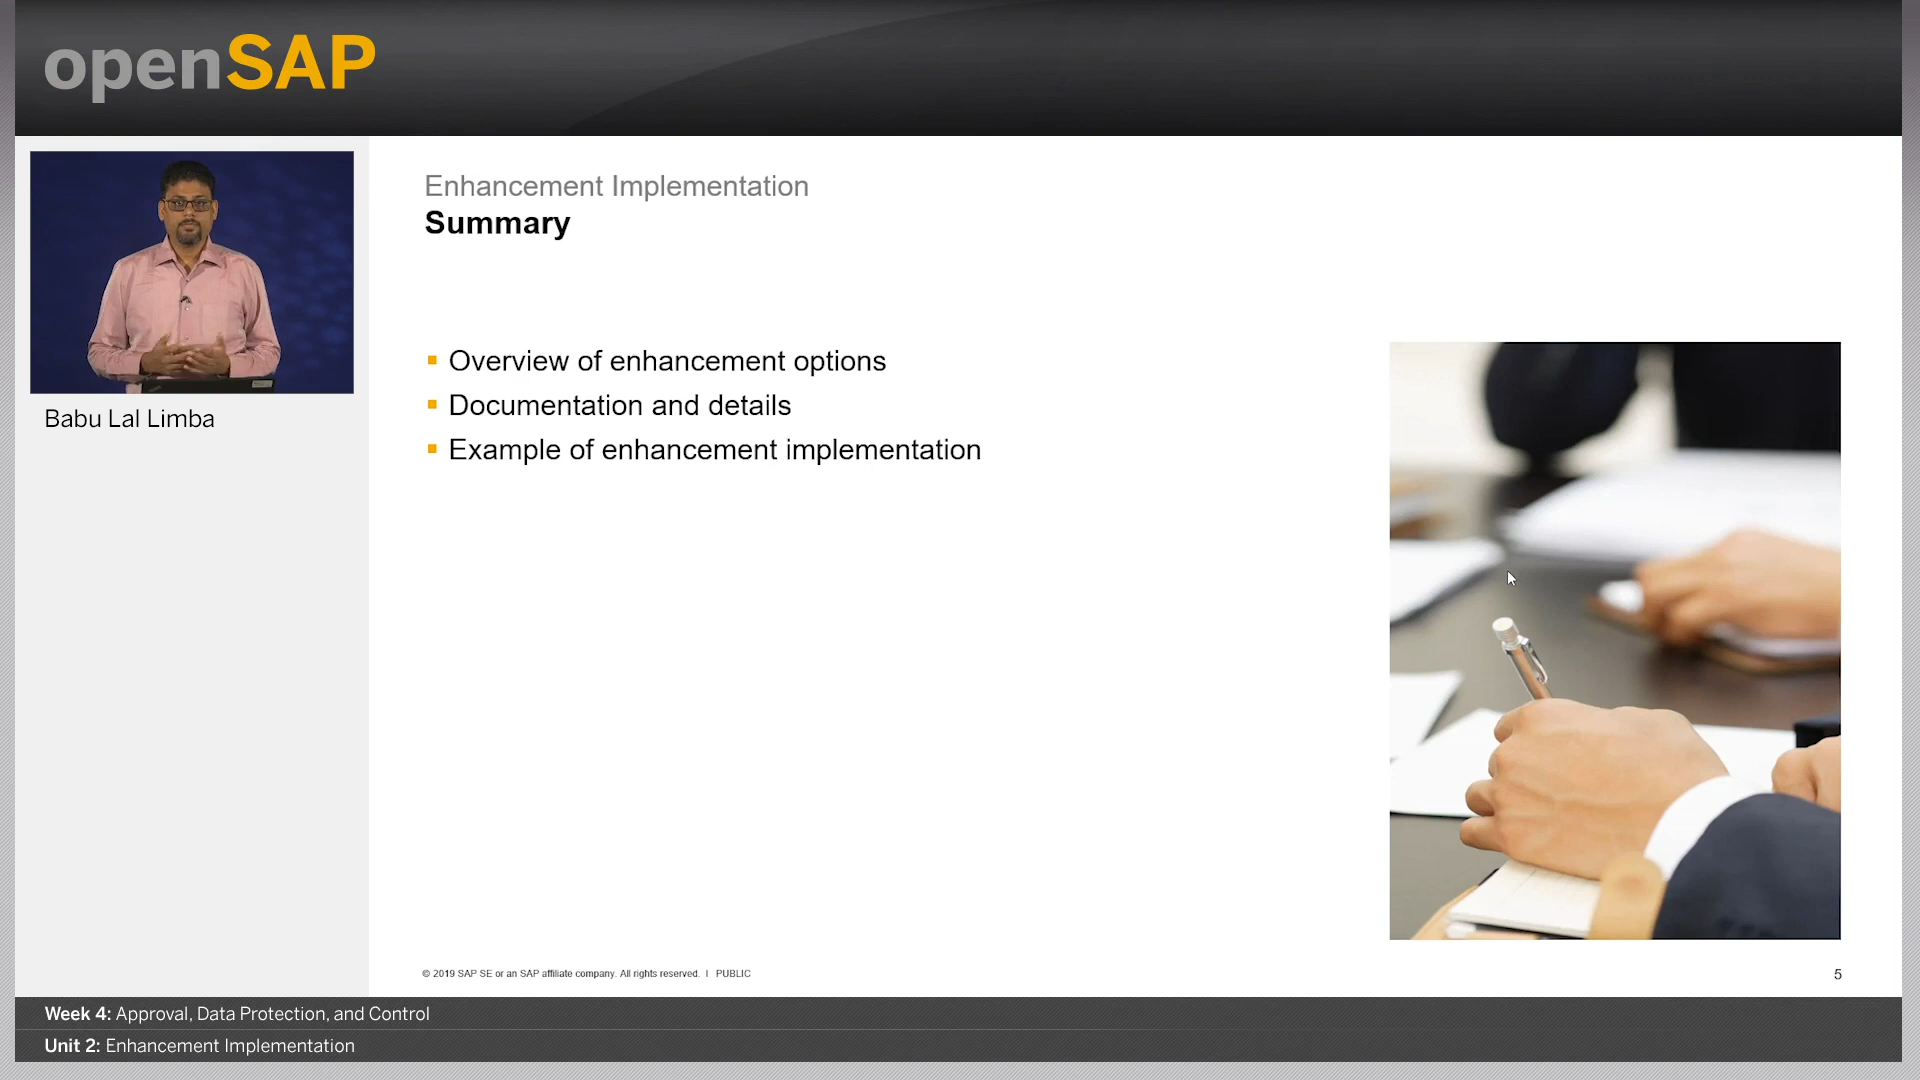 openSAP
Babu Lal Limba
Enhancement Implementation
Summary
Overview of enhancement options
Documentation and details
Example of enhancement implementation
© 2019 SAP SE or an SAP affiliate company. All rights reserved. I PUBLIC
5
Week 4: Approval, Data Protection, and Control
Unit 2: Enhancement Implementation